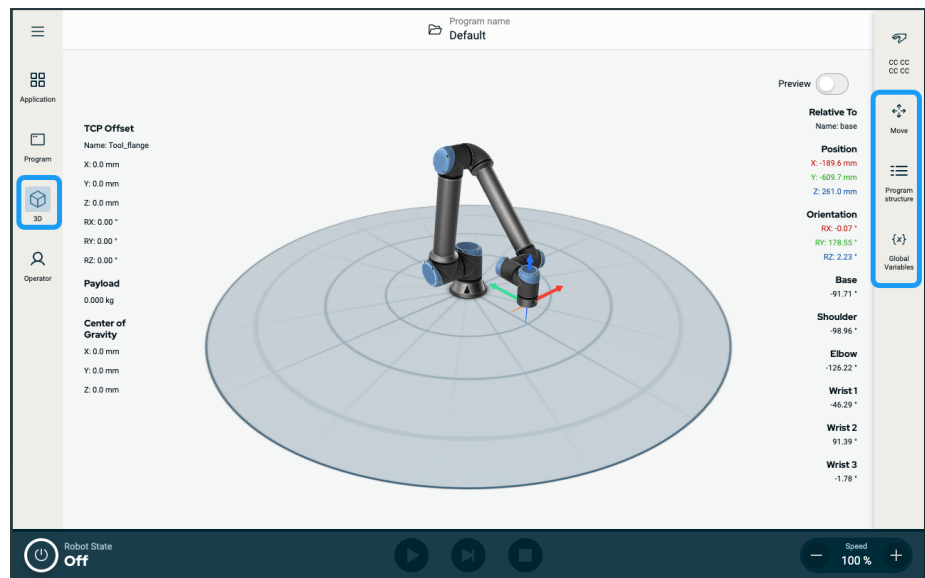 Program name
Default
Application
Program
3D
Operator
TCP Offset
Name: Tool_flange
X: 0.0 mm
Y: 0.0 mm
Z: 0.0 mm
RX: 0.00 °
RY: 0.00 °
RZ: 0.00 °
Payload
0.000 kg
Center of
Gravity
X: 0.0 mm
Y: 0.0 mm
Z: 0.0 mm
Preview
Relative To
Name: base
Position
X: -189.6 mm
Y: -609.7 mm
Z: 261.0 mm
Orientation
RX: -0.07 °
RY: 178.55 °
RZ: 2.23 °
Base
-91.71 °
Shoulder
-98.96 °
Elbow
-126.22 °
Wrist 1
-46.29 °
Wrist 2
91.39 °
Wrist 3
-1.78 °
CC CC
CC CC
Move
Program
structure
{x}
Global
Variables
Robot State
Off
Speed
100 %